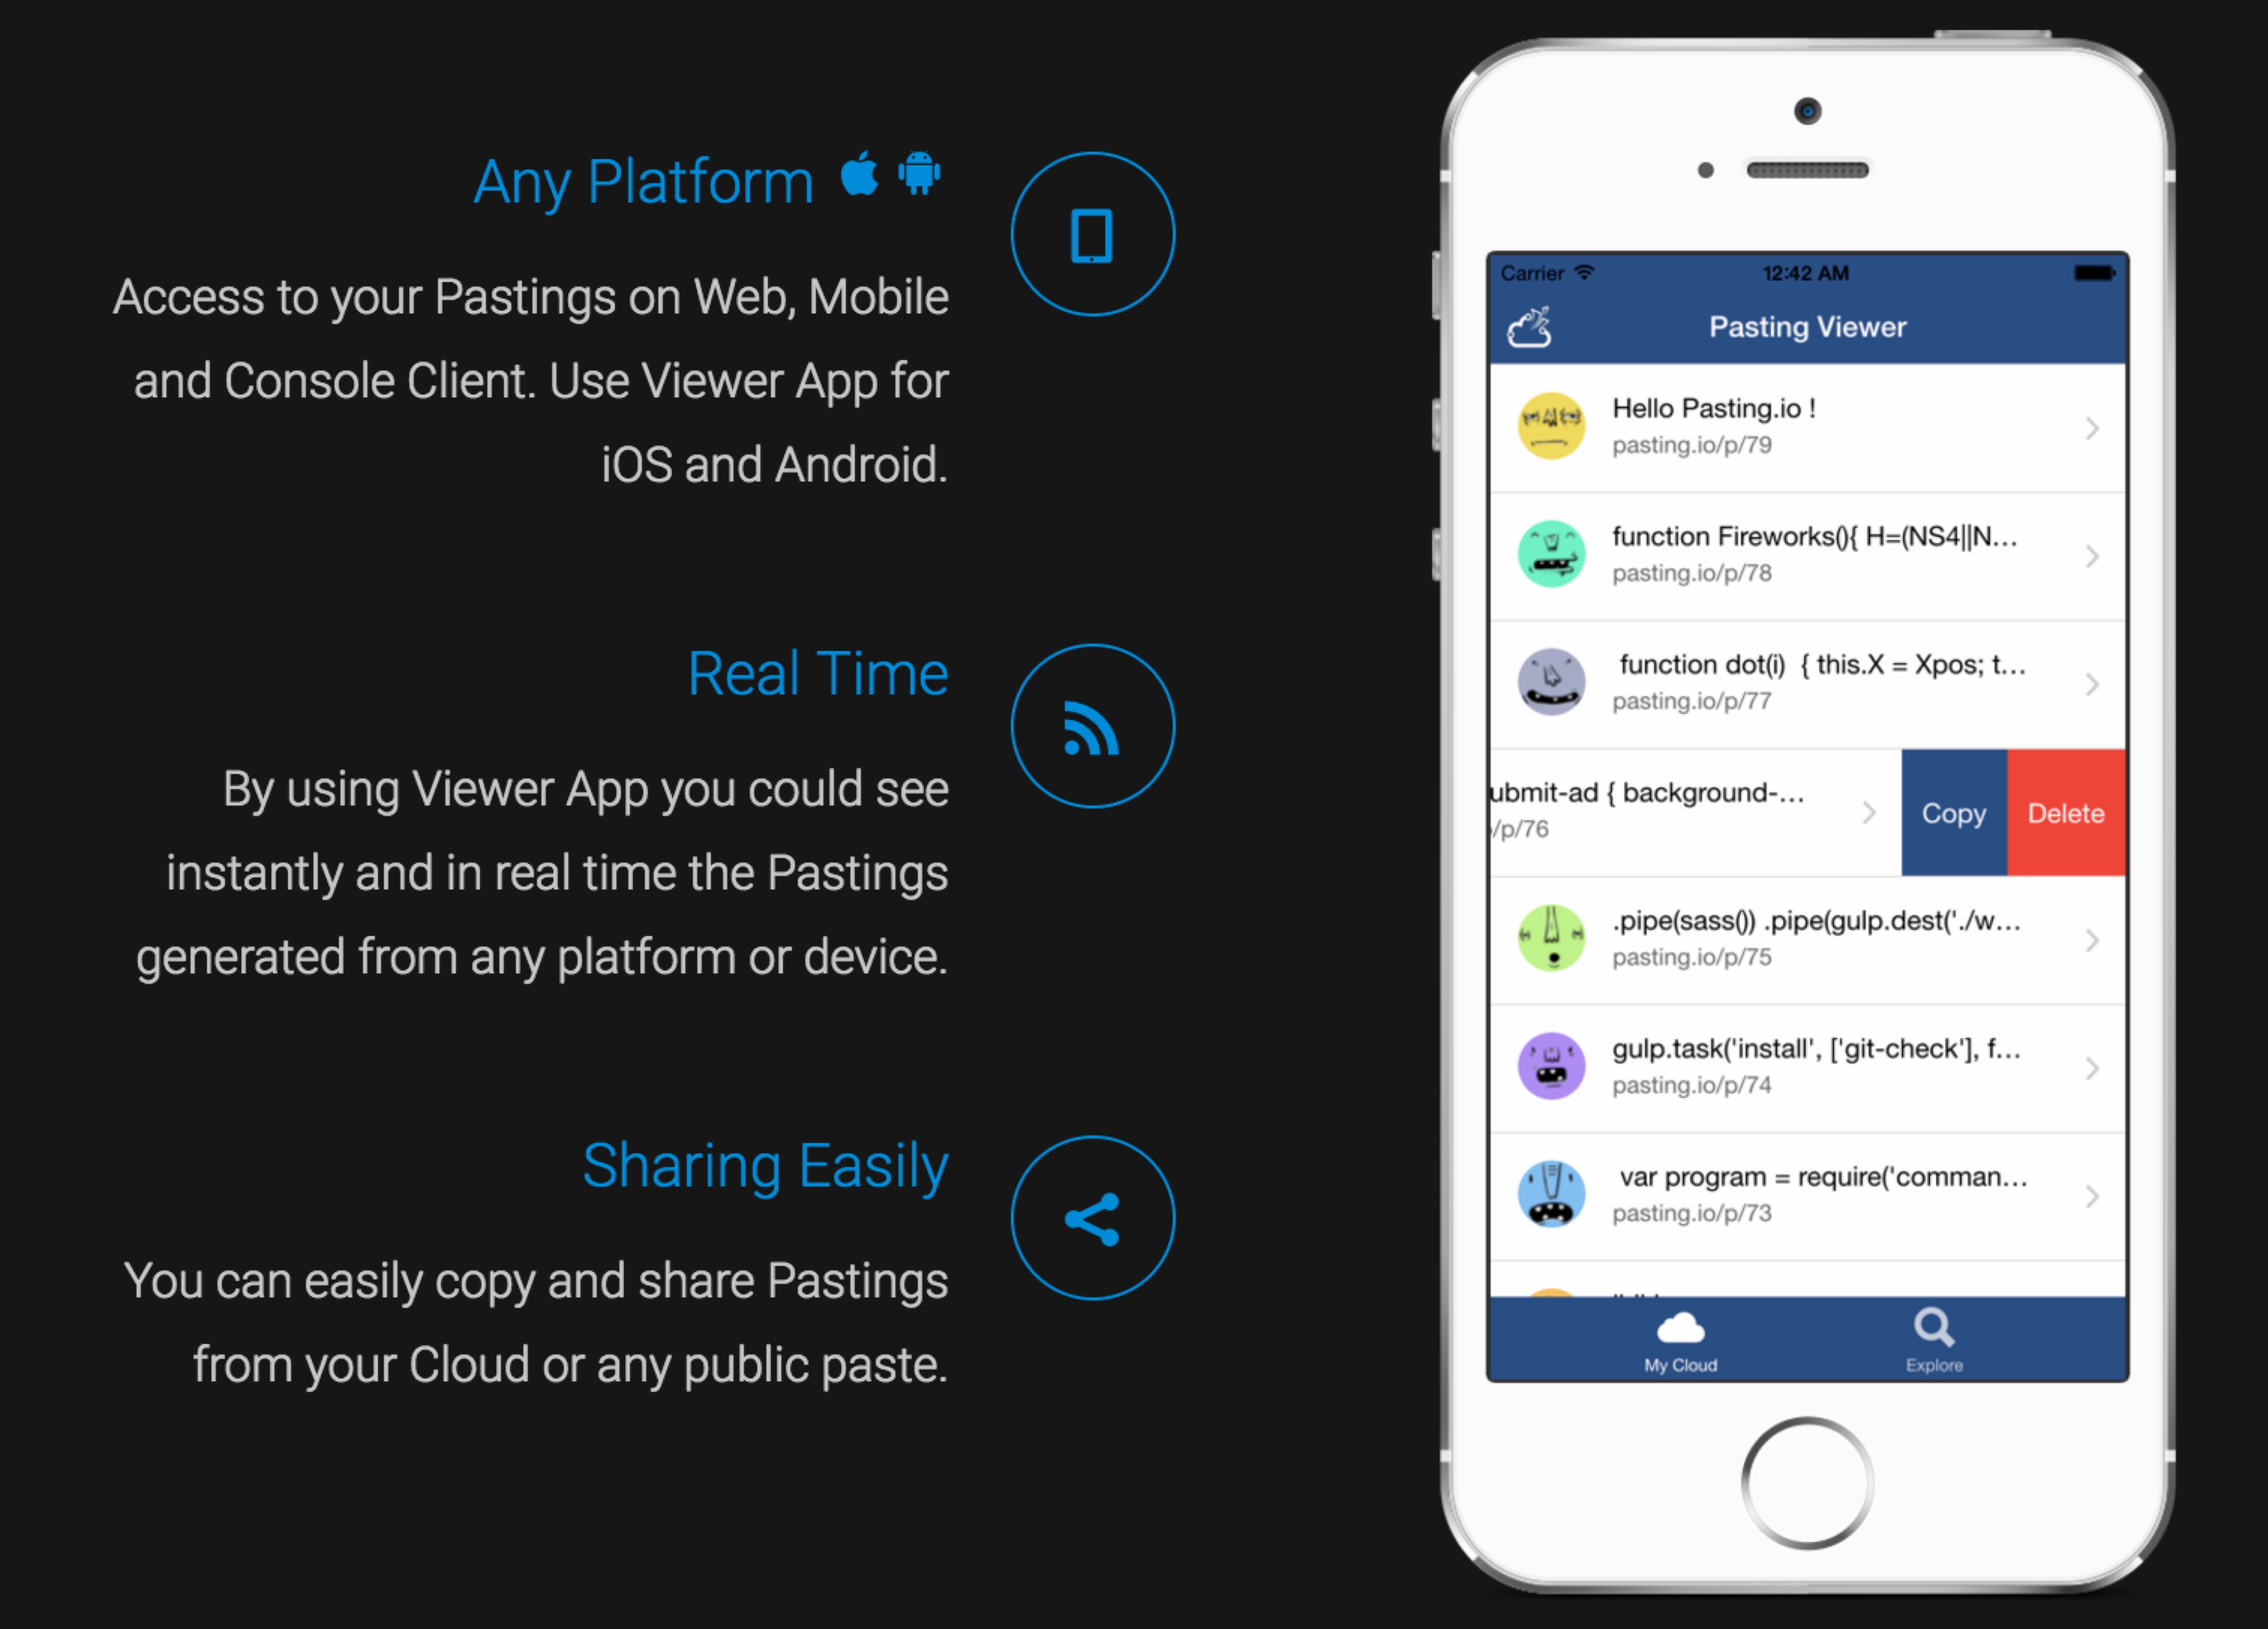 Any Platform
Access to your Pastings on Web, Mobile
and Console Client. Use Viewer App for
iOS and Android.
Real Time
By using Viewer App you could see
instantly and in real time the Pastings
generated from any platform or device.
Sharing Easily
You can easily copy and share Pastings
from your Cloud or any public paste.
Carrier 12:42 AM
Pasting Viewer
Hello Pasting.io !
pasting.io/p/79
function Fireworks(){ H=(NS4||N...
pasting.io/p/78
function dot(i)  { this.X = Xpos; t...
pasting.io/p/77
ubmit-ad { background-...
/p/76
Copy
Delete
.pipe(sass()) .pipe(gulp.dest('./w...
pasting.io/p/75
gulp.task('install', ['git-check'], f...
pasting.io/p/74
var program = require('comman...
pasting.io/p/73
My Cloud
Explore